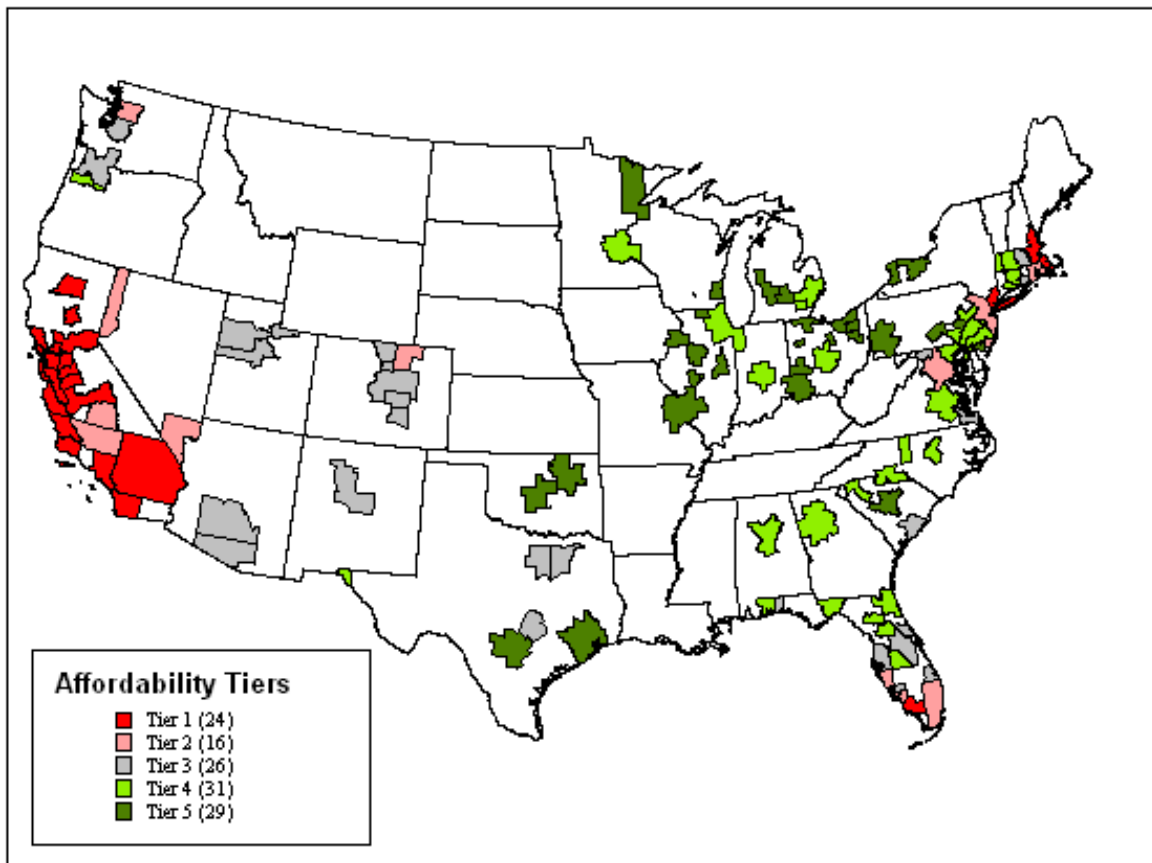 Affordability Tiers
Tier 1 (24)
Tier 2 (16)
Tier 3 (26)
Tier 4 (31)
Tier 5 (29)